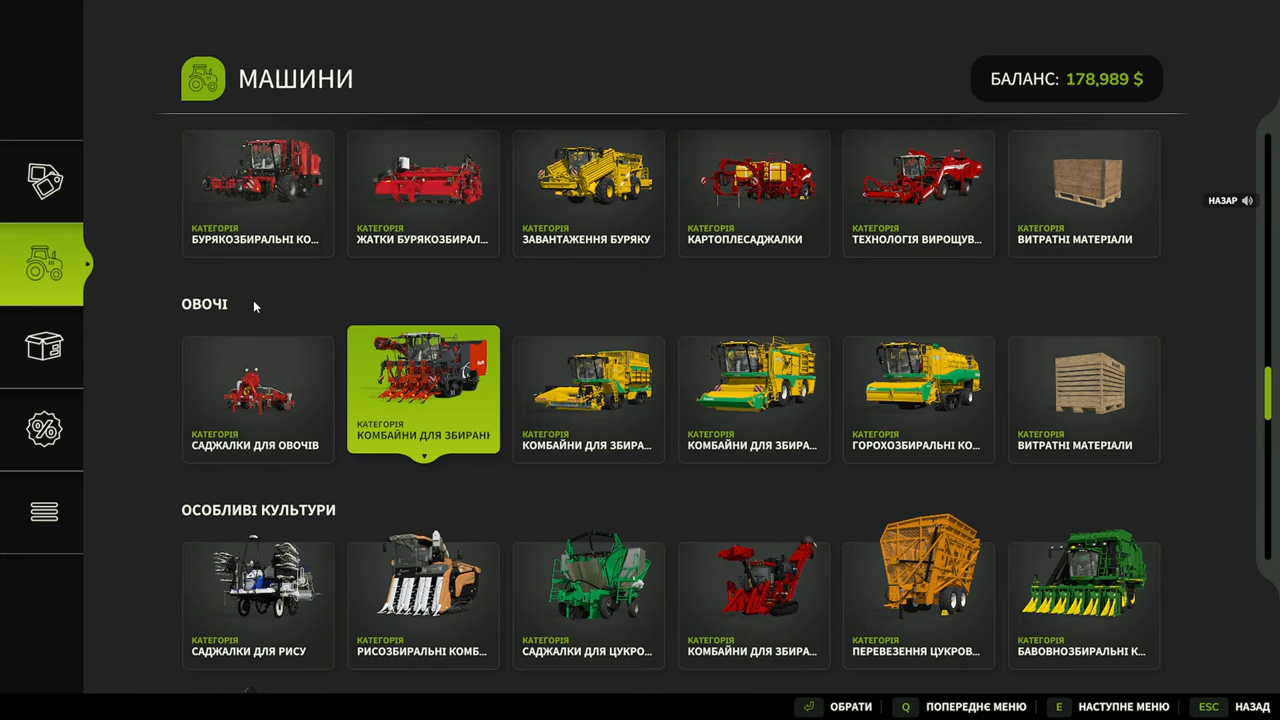 МАШИНИ
БАЛАНС: 178,989 $
НАЗАР
КАТЕГОРІЯ
БУРЯКОЗБИРАЛЬНІ КО...
КАТЕГОРІЯ
ЖАТКИ БУРЯКОЗБИРАЛ...
КАТЕГОРІЯ
ЗАВАНТАЖЕННЯ БУРЯКУ
КАТЕГОРІЯ
КАРТОПЛЕСАДЖАЛКИ
КАТЕГОРІЯ
ТЕХНОЛОГІЯ ВИРОЩУВ...
КАТЕГОРІЯ
ВИТРАТНІ МАТЕРІАЛИ
ОВОЧІ
КАТЕГОРІЯ
САДЖАЛКИ ДЛЯ ОВОЧІВ
КАТЕГОРІЯ
КОМБАЙНИ ДЛЯ ЗБИРАНН
КАТЕГОРІЯ
КОМБАЙНИ ДЛЯ ЗБИРА...
КАТЕГОРІЯ
КОМБАЙНИ ДЛЯ ЗБИРА...
КАТЕГОРІЯ
ГОРОХОЗБИРАЛЬНІ КО...
КАТЕГОРІЯ
ВИТРАТНІ МАТЕРІАЛИ
ОСОБЛИВІ КУЛЬТУРИ
КАТЕГОРІЯ
САДЖАЛКИ ДЛЯ РИСУ
КАТЕГОРІЯ
РИСОЗБИРАЛЬНІ КОМБ...
КАТЕГОРІЯ
САДЖАЛКИ ДЛЯ ЦУКРО...
КАТЕГОРІЯ
КОМБАЙНИ ДЛЯ ЗБИРА...
КАТЕГОРІЯ
ПЕРЕВЕЗЕННЯ ЦУКРОВ...
КАТЕГОРІЯ
БАВОВНОЗБИРАЛЬНІ К...
ОБРАТИ
Q ПОПЕРЕДНЄ МЕНЮ
E НАСТУПНЕ МЕНЮ
ESC НАЗАД